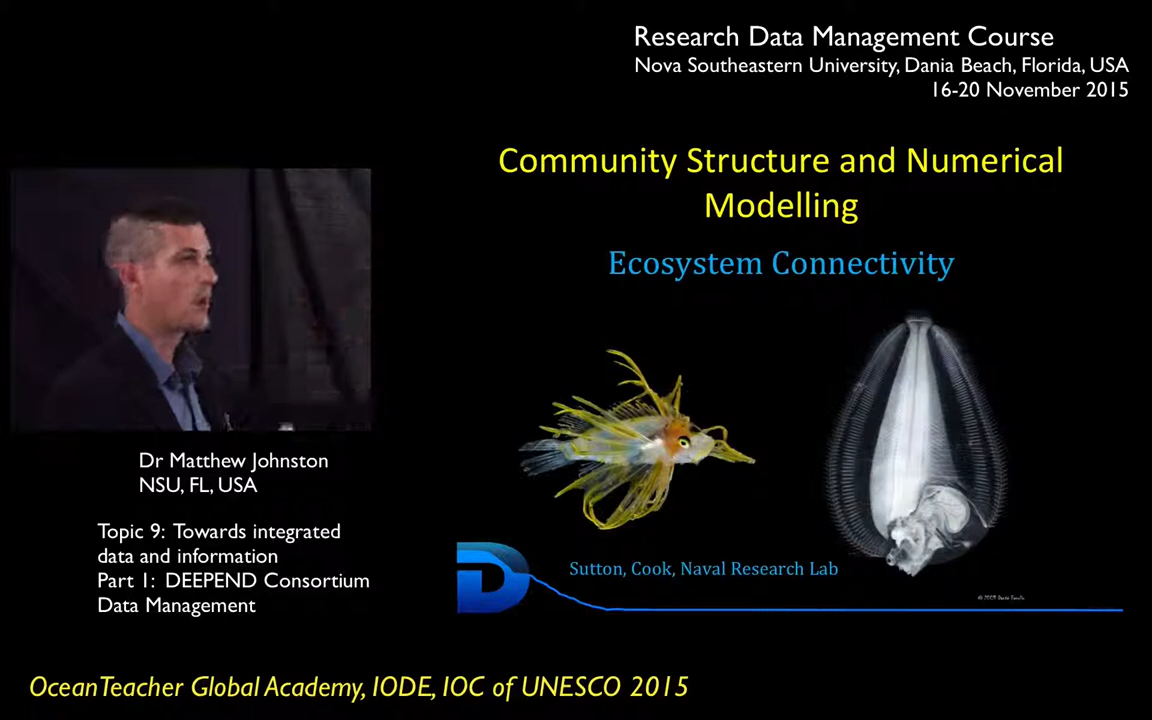 Research Data Management Course
Nova Southeastern University, Dania Beach, Florida, USA
16-20 November 2015
Community Structure and Numerical
Modelling
Ecosystem Connectivity
Dr Matthew Johnston
NSU, FL, USA
Topic 9: Towards integrated
data and information
Part 1: DEEPEND Consortium
Data Management
D
Sutton, Cook, Naval Research Lab
OceanTeacher Global Academy, IODE, IOC of UNESCO 2015